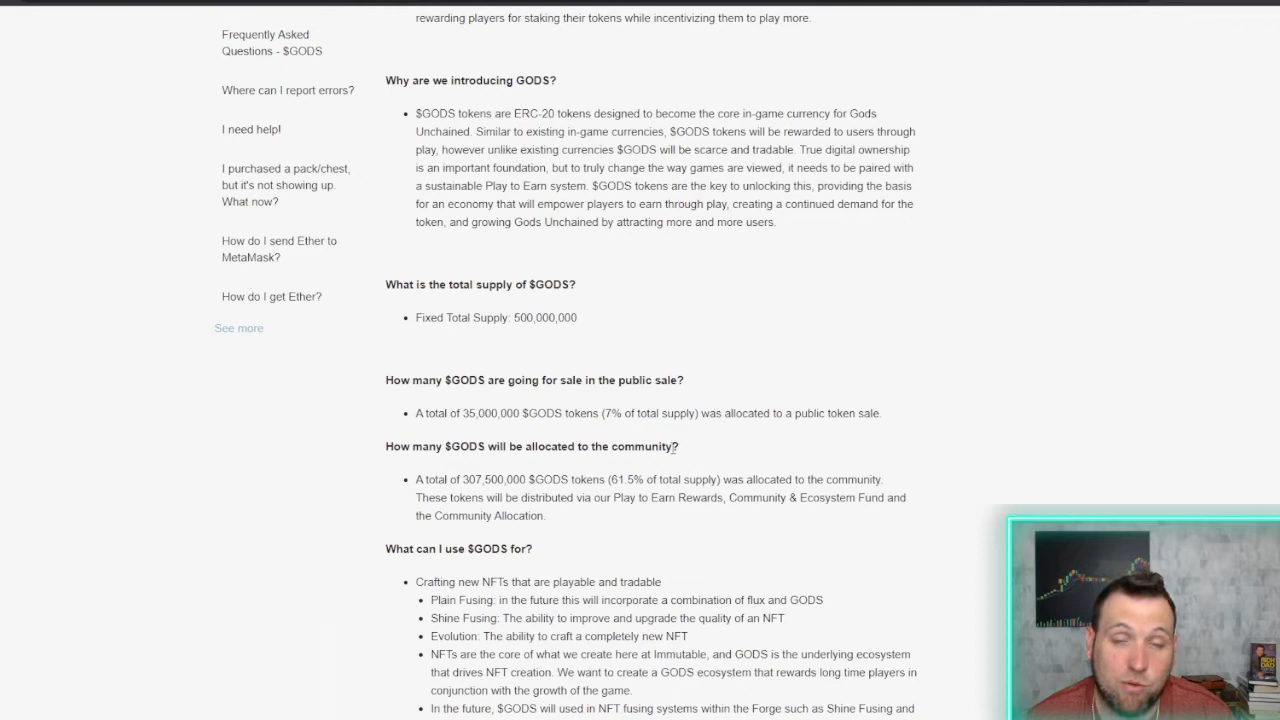 rewarding players for staking their tokens while incentivizing them to play more.
Frequently Asked
Questions - $GODS
Where can I report errors?
I need help!
I purchased a pack/chest,
but it's not showing up.
What now?
How do I send Ether to
MetaMask?
How do I get Ether?
See more
Why are we introducing GODS?
• $GODS tokens are ERC-20 tokens designed to become the core in-game currency for Gods
Unchained. Similar to existing in-game currencies, $GODS tokens will be rewarded to users through
play, however unlike existing currencies $GODS will be scarce and tradable. True digital ownership
is an important foundation, but to truly change the way games are viewed, it needs to be paired with
a sustainable Play to Earn system. $GODS tokens are the key to unlocking this, providing the basis
for an economy that will empower players to earn through play, creating a continued demand for the
token, and growing Gods Unchained by attracting more and more users.
What is the total supply of $GODS?
• Fixed Total Supply: 500,000,000
How many $GODS are going for sale in the public sale?
• A total of 35,000,000 $GODS tokens (7% of total supply) was allocated to a public token sale.
How many $GODS will be allocated to the community?
• A total of 307,500,000 $GODS tokens (61.5% of total supply) was allocated to the community.
These tokens will be distributed via our Play to Earn Rewards, Community & Ecosystem Fund and
the Community Allocation.
What can I use $GODS for?
• Crafting new NFTs that are playable and tradable
• Plain Fusing: in the future this will incorporate a combination of flux and GODS
• Shine Fusing: The ability to improve and upgrade the quality of an NFT
• Evolution: The ability to craft a completely new NFT
• NFTs are the core of what we create here at Immutable, and GODS is the underlying ecosystem
that drives NFT creation. We want to create a GODS ecosystem that rewards long time players in
conjunction with the growth of the game.
• In the future, $GODS will used in NFT fusing systems within the Forge such as Shine Fusing and
RICH
DAD